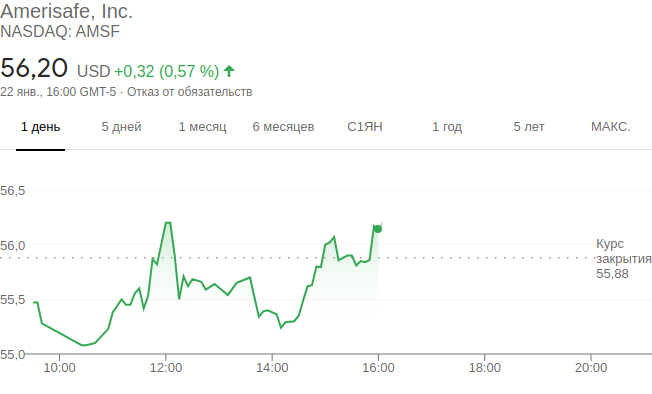 Amerisafe, Inc.
NASDAQ: AMSF
56,20 USD +0,32 (0,57 %)
22 янв., 16:00 GMT-5 · Отказ от обязательств
1 день 5 дней 1 месяц 6 месяцев С1ЯН 1 год 5 лет МАКС.
56,5
56,0
Курс
закрытия
55,88
55,5
55,0
10:00 12:00 14:00 16:00 18:00 20:00